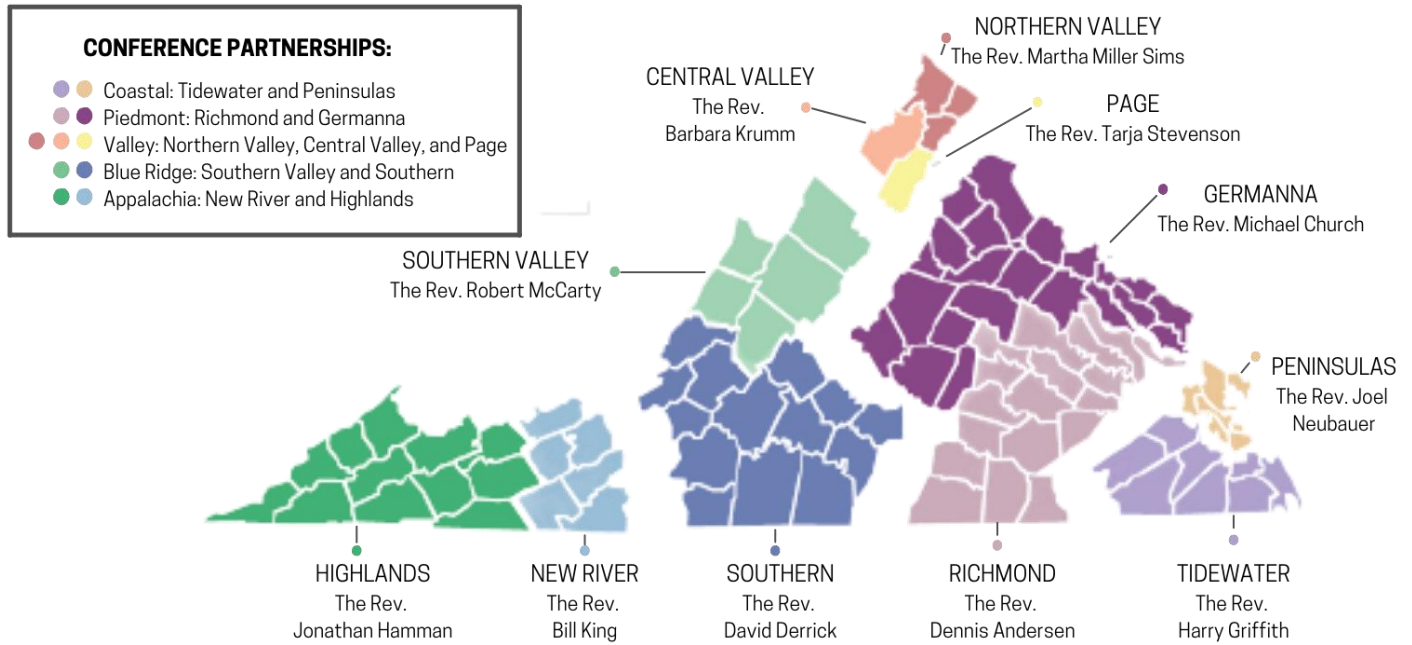 CONFERENCE PARTNERSHIPS:
Coastal: Tidewater and Peninsulas
Piedmont: Richmond and Germanna
Valley: Northern Valley, Central Valley, and Page
Blue Ridge: Southern Valley and Southern
Appalachia: New River and Highlands
NORTHERN VALLEY
The Rev. Martha Miller Sims
CENTRAL VALLEY
The Rev.
Barbara Krumm
PAGE
The Rev. Tarja Stevenson
GERMANNA
The Rev. Michael Church
SOUTHERN VALLEY
The Rev. Robert McCarty
PENINSULAS
The Rev. Joel
Neubauer
HIGHLANDS
The Rev.
Jonathan Hamman
NEW RIVER
The Rev.
Bill King
SOUTHERN
The Rev.
David Derrick
RICHMOND
The Rev.
Dennis Andersen
TIDEWATER
The Rev.
Harry Griffith